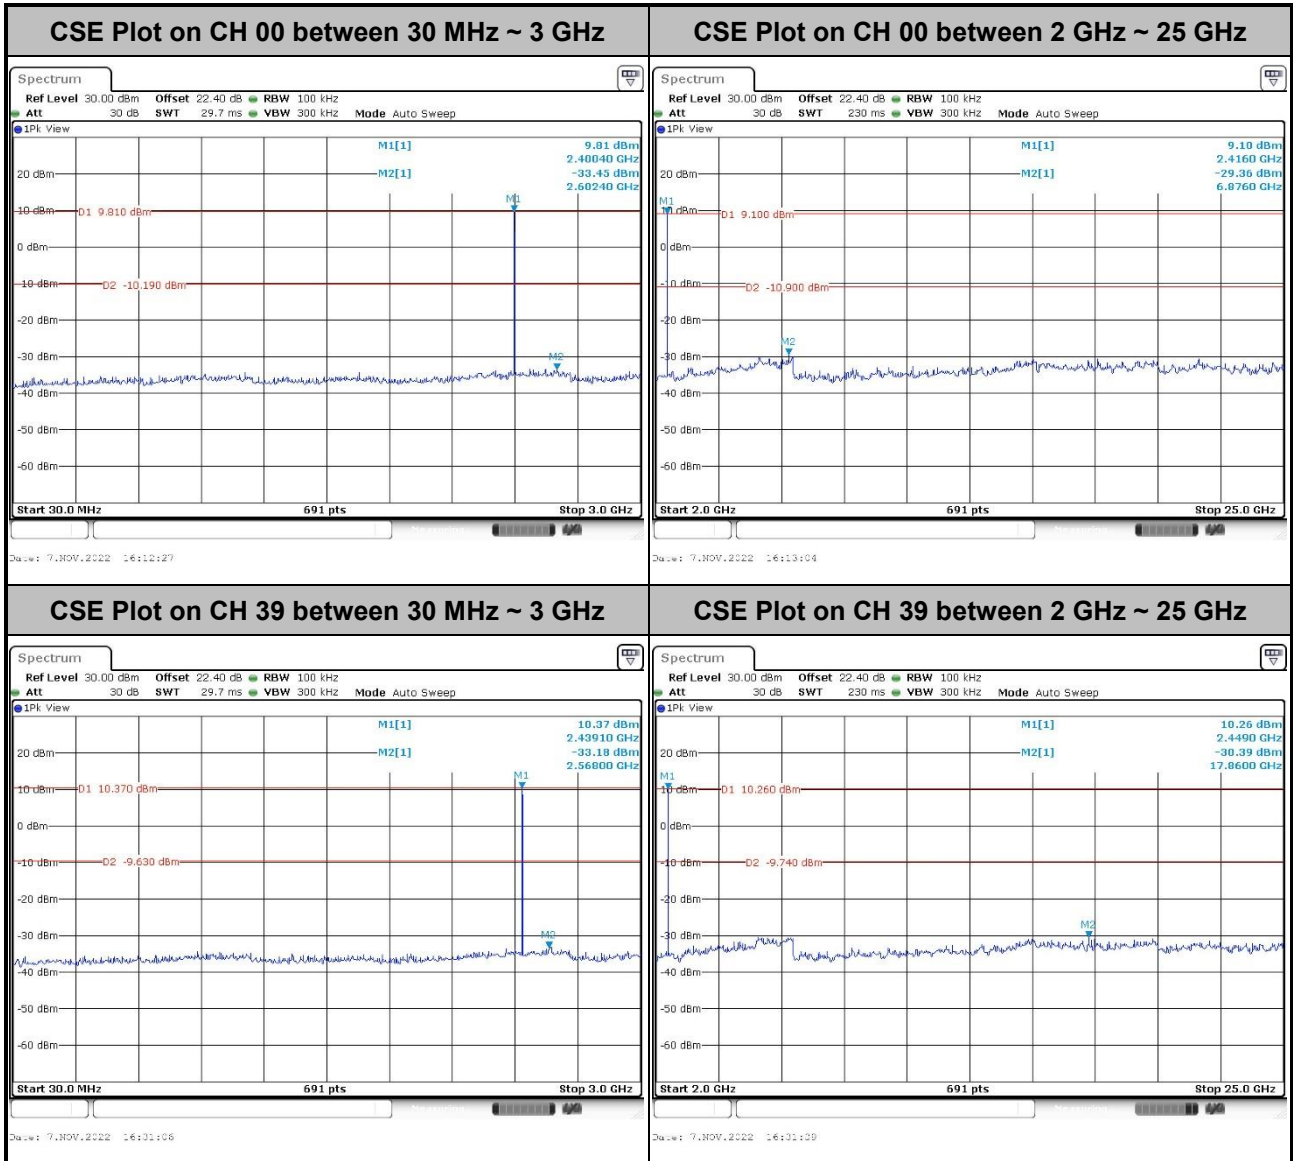 CSE Plot on CH 00 between 30 MHz ~ 3 GHz
Spectrum
Ref Level 30.00 dBm Offset 22.40 dB RBW 100 kHz
Att 30 dB SWT 29.7 ms VBW 300 kHz Mode Auto Sweep
1Pk View
M1[1] 9.81 dBm
2.40040 GHz
20 dBm M2[1] -33.45 dBm
2.60240 GHz
M1
10 dBm D1 9.810 dBm
0 dBm
-10 dBm D2 -10.190 dBm
-20 dBm
-30 dBm M2
-40 dBm
-50 dBm
-60 dBm
Start 30.0 MHz 691 pts Stop 3.0 GHz
Date: 7.NOV.2022 16:12:27
CSE Plot on CH 00 between 2 GHz ~ 25 GHz
Spectrum
Ref Level 30.00 dBm Offset 22.40 dB RBW 100 kHz
Att 30 dB SWT 230 ms VBW 300 kHz Mode Auto Sweep
1Pk View
M1[1] 9.10 dBm
2.4160 GHz
20 dBm M2[1] -29.36 dBm
6.8760 GHz
M1
10 dBm D1 9.100 dBm
0 dBm
-10 dBm D2 -10.900 dBm
-20 dBm
M2
-30 dBm
-40 dBm
-50 dBm
-60 dBm
Start 2.0 GHz 691 pts Stop 25.0 GHz
Date: 7.NOV.2022 16:13:04
CSE Plot on CH 39 between 30 MHz ~ 3 GHz
Spectrum
Ref Level 30.00 dBm Offset 22.40 dB RBW 100 kHz
Att 30 dB SWT 29.7 ms VBW 300 kHz Mode Auto Sweep
1Pk View
M1[1] 10.37 dBm
2.43910 GHz
20 dBm M2[1] -33.18 dBm
2.56800 GHz
M1
10 dBm D1 10.370 dBm
0 dBm
-10 dBm D2 -9.630 dBm
-20 dBm
-30 dBm M2
-40 dBm
-50 dBm
-60 dBm
Start 30.0 MHz 691 pts Stop 3.0 GHz
Date: 7.NOV.2022 16:31:06
CSE Plot on CH 39 between 2 GHz ~ 25 GHz
Spectrum
Ref Level 30.00 dBm Offset 22.40 dB RBW 100 kHz
Att 30 dB SWT 230 ms VBW 300 kHz Mode Auto Sweep
1Pk View
M1[1] 10.26 dBm
2.4490 GHz
20 dBm M2[1] -30.39 dBm
17.8600 GHz
M1
10 dBm D1 10.260 dBm
0 dBm
-10 dBm D2 -9.740 dBm
-20 dBm
M2
-30 dBm
-40 dBm
-50 dBm
-60 dBm
Start 2.0 GHz 691 pts Stop 25.0 GHz
Date: 7.NOV.2022